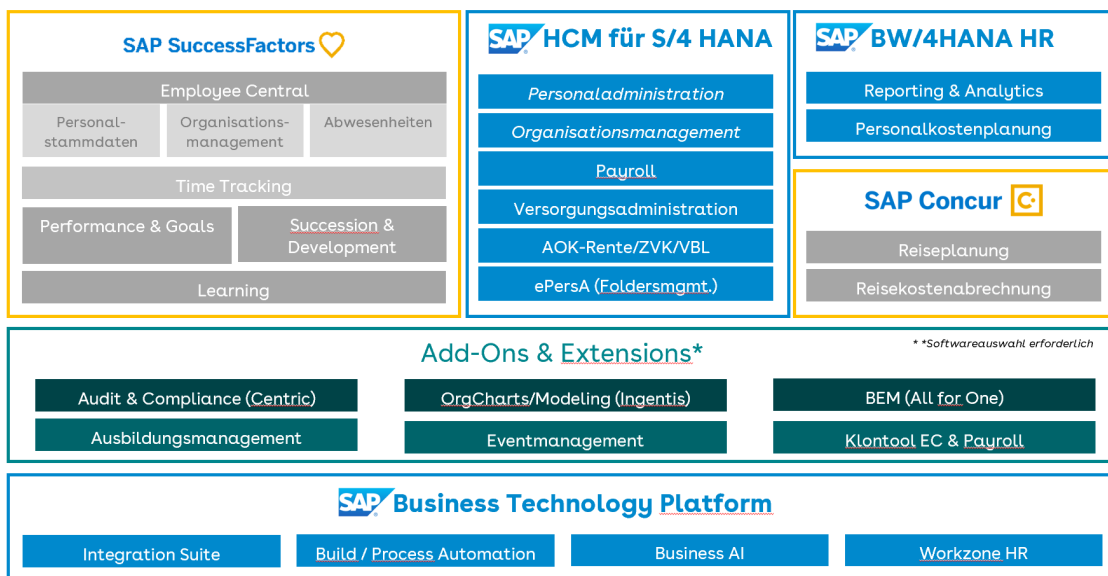 SAP SuccessFactors
Employee Central
Personal-
stammdaten
Organisations-
management
Abwesenheiten
Time Tracking
Performance & Goals
Succession &
Development
Learning
SAP HCM für S/4 HANA
Personaladministration
Organisationsmanagement
Payroll
Versorgungsadministration
AOK-Rente/ZVK/VBL
ePersA (Foldersmgmt.)
SAP BW/4HANA HR
Reporting & Analytics
Personalkostenplanung
SAP Concur C
Reiseplanung
Reisekostenabrechnung
Add-Ons & Extensions*
* *Softwareauswahl erforderlich
Audit & Compliance (Centric)
OrgCharts/Modeling (Ingentis)
BEM (All for One)
Ausbildungsmanagement
Eventmanagement
Klontool EC & Payroll
SAP Business Technology Platform
Integration Suite
Build / Process Automation
Business AI
Workzone HR